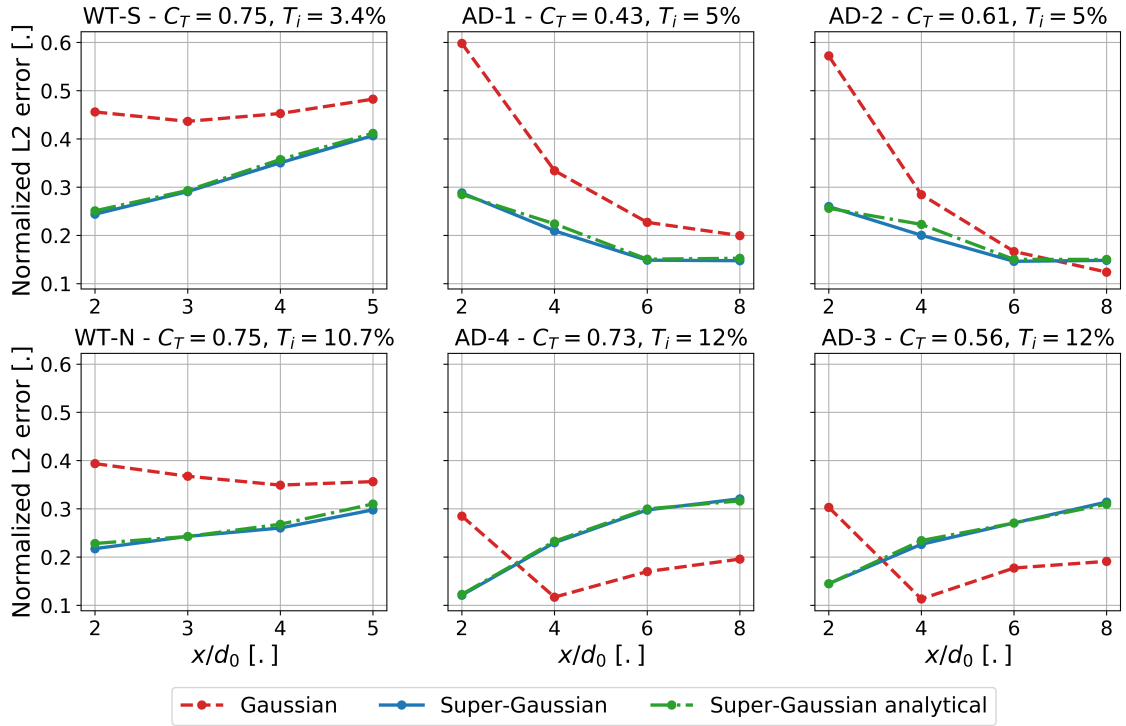 WT-S - C_T = 0.75, T_i = 3.4%
AD-1 - C_T = 0.43, T_i = 5%
AD-2 - C_T = 0.61, T_i = 5%
Normalized L2 error [.]
0.6
0.5
0.4
0.3
0.2
0.1
2 3 4 5
2 4 6 8
2 4 6 8
WT-N - C_T = 0.75, T_i = 10.7%
AD-4 - C_T = 0.73, T_i = 12%
AD-3 - C_T = 0.56, T_i = 12%
Normalized L2 error [.]
0.6
0.5
0.4
0.3
0.2
0.1
2 3 4 5
2 4 6 8
2 4 6 8
x/d_0 [.]
x/d_0 [.]
x/d_0 [.]
Gaussian
Super-Gaussian
Super-Gaussian analytical